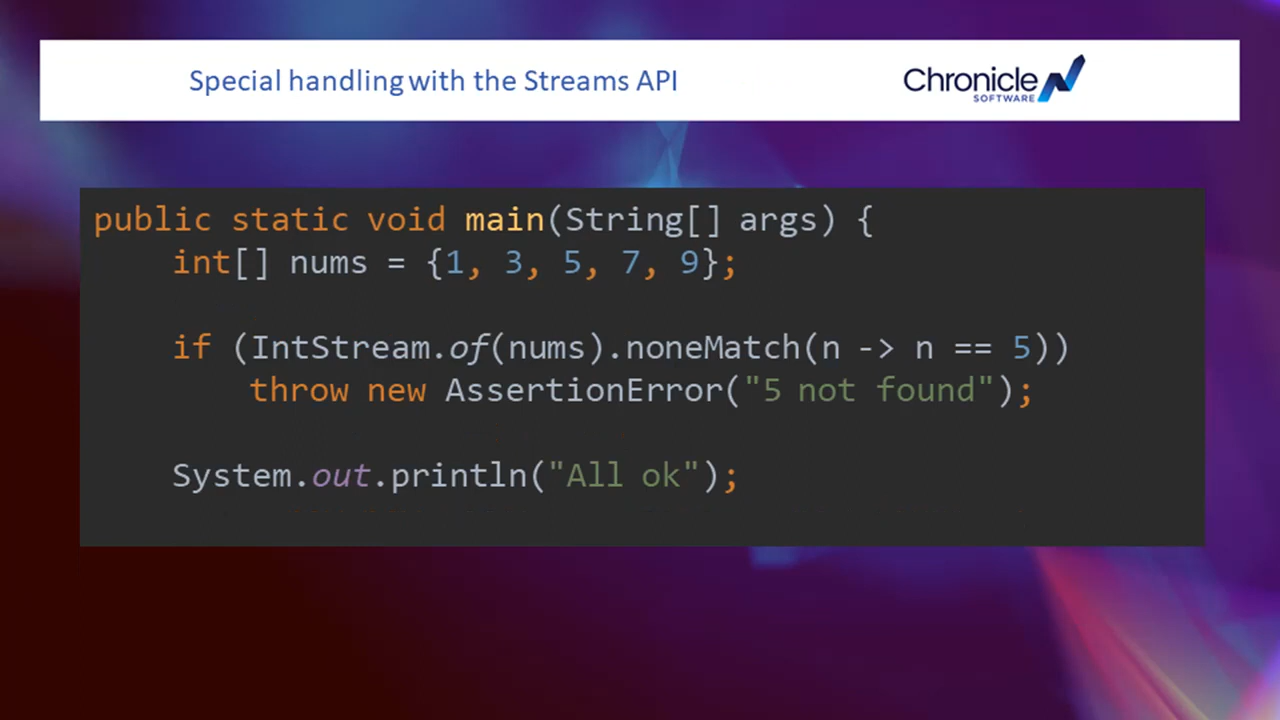 Special handling with the Streams API
Chronicle
SOFTWARE
public static void main(String[] args) {
    int[] nums = {1, 3, 5, 7, 9};

    if (IntStream.of(nums).noneMatch(n -> n == 5))
        throw new AssertionError("5 not found");

    System.out.println("All ok");